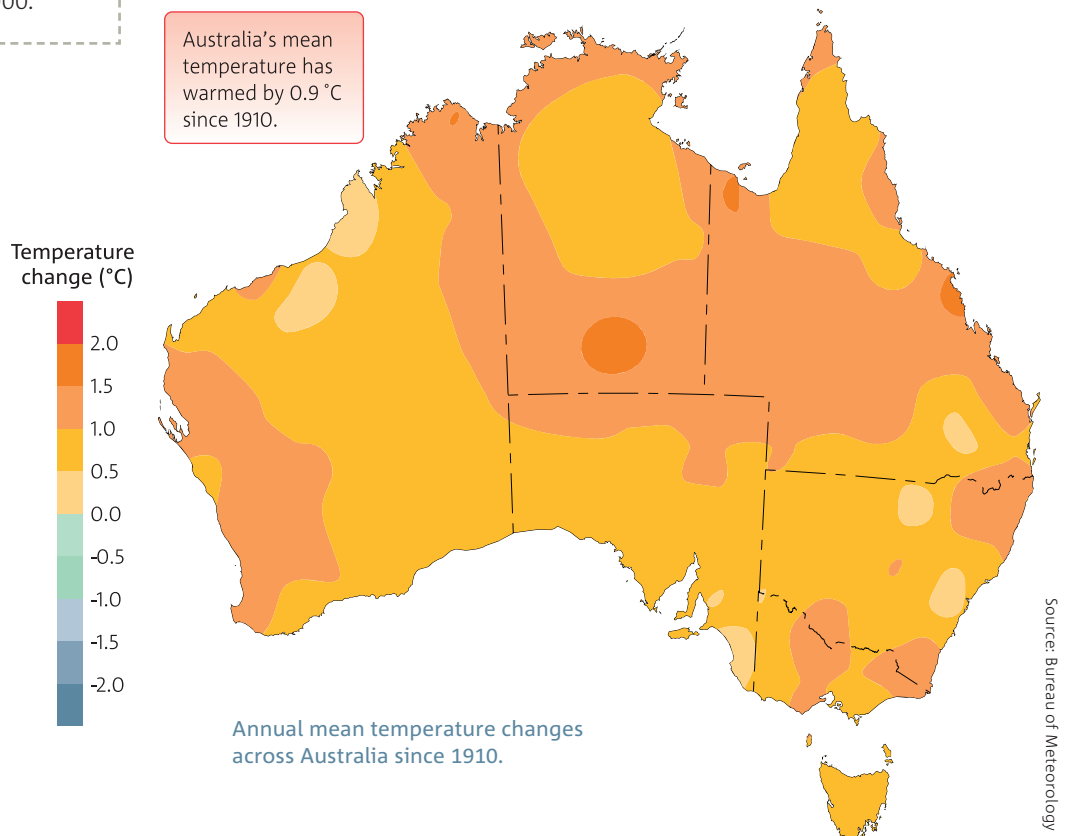 00.
Australia’s mean
temperature has
warmed by 0.9 ˚C
since 1910.
Temperature
change (°C)
2.0
1.5
1.0
0.5
0.0
-0.5
-1.0
-1.5
-2.0
Annual mean temperature changes
across Australia since 1910.
Source: Bureau of Meteorology